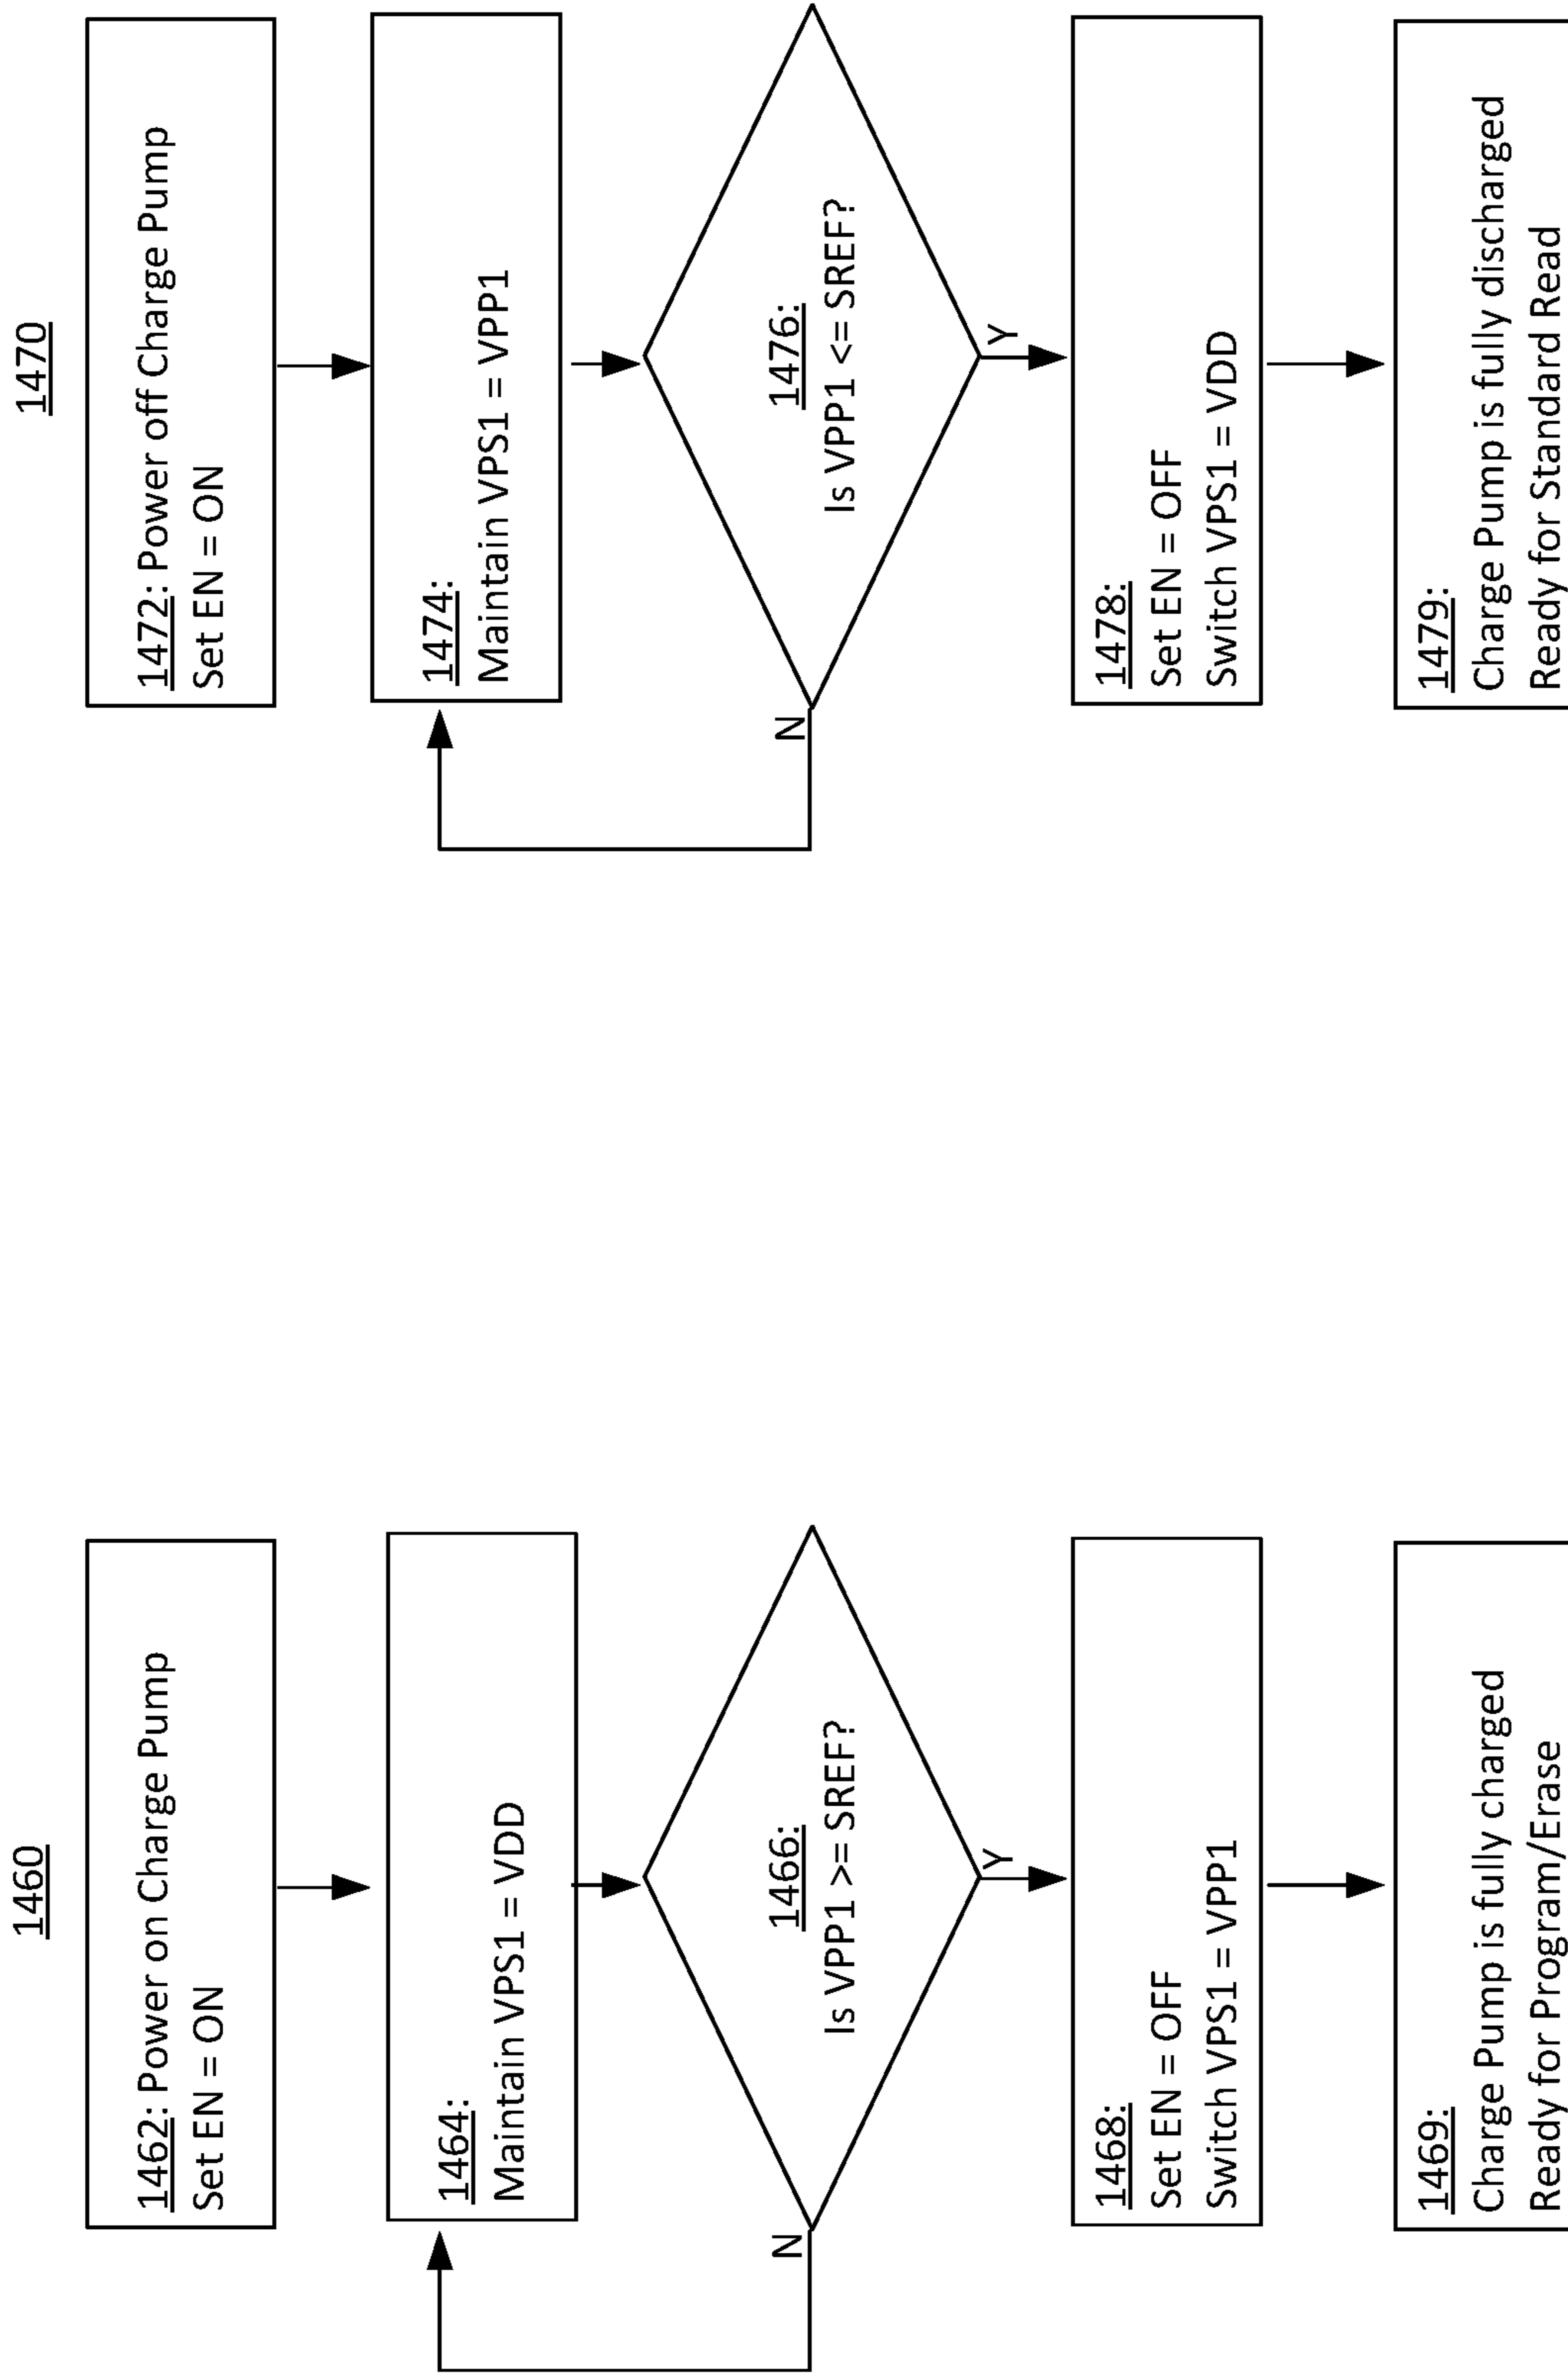 1460
1462: Power on Charge Pump
Set EN = ON
1464:
Maintain VPS1 = VDD
1466:
Is VPP1 >= SREF?
N
Y
1468:
Set EN = OFF
Switch VPS1 = VPP1
1469:
Charge Pump is fully charged
Ready for Program/Erase
1470
1472: Power off Charge Pump
Set EN = ON
1474:
Maintain VPS1 = VPP1
1476:
Is VPP1 <= SREF?
N
Y
1478:
Set EN = OFF
Switch VPS1 = VDD
1479:
Charge Pump is fully discharged
Ready for Standard Read